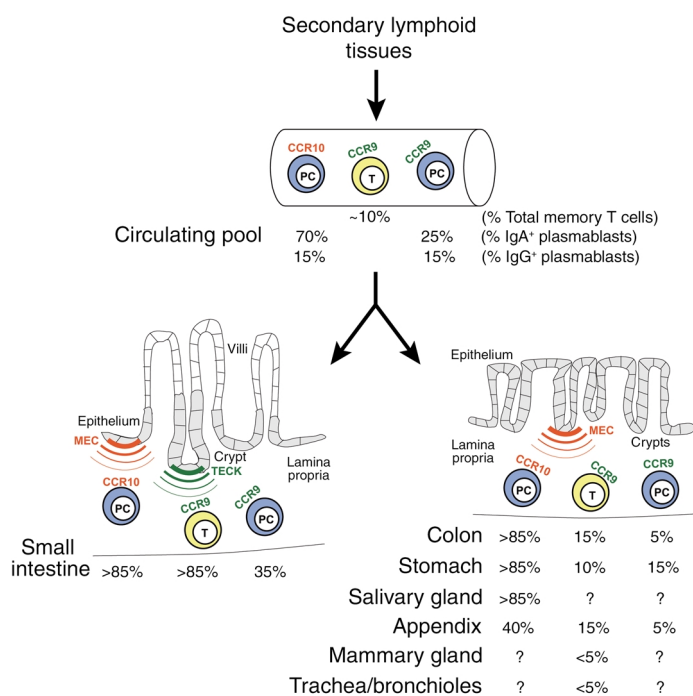 Secondary lymphoid
tissues
CCR10 CCR9 CCR9
PC T PC
~10% (% Total memory T cells)
Circulating pool 70% 25% (% IgA+ plasmablasts)
15% 15% (% IgG+ plasmablasts)
Villi
Epithelium
MEC
Crypt
TECK
Lamina
propria
CCR10 CCR9 CCR9
PC T PC
Small
intestine >85% >85% 35%
Epithelium
MEC
Lamina
propria
Crypts
CCR10 CCR9 CCR9
PC T PC
Colon >85% 15% 5%
Stomach >85% 10% 15%
Salivary gland >85% ? ?
Appendix 40% 15% 5%
Mammary gland ? <5% ?
Trachea/bronchioles ? <5% ?